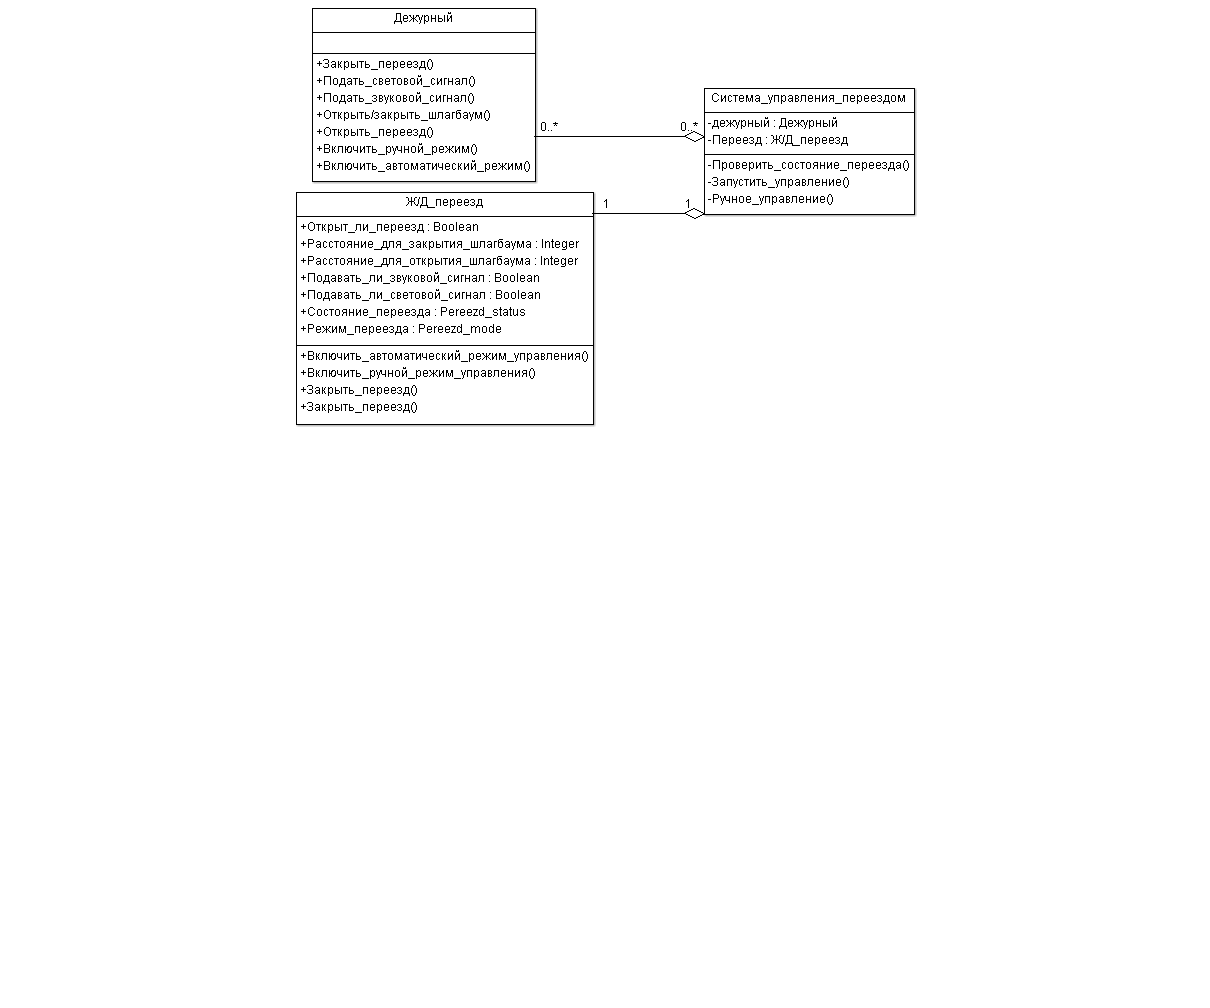 Дежурный
+Закрыть_переезд()
+Подать_световой_сигнал()
+Подать_звуковой_сигнал()
+Открыть/закрыть_шлагбаум()
+Открыть_переезд()
+Включить_ручной_режим()
+Включить_автоматический_режим()
0..*
0..*
Система_управления_переездом
-дежурный : Дежурный
-Переезд : Ж/Д_переезд
-Проверить_состояние_переезда()
-Запустить_управление()
-Ручное_управление()
1
1
Ж/Д_переезд
+Открыт_ли_переезд : Boolean
+Расстояние_для_закрытия_шлагбаума : Integer
+Расстояние_для_открытия_шлагбаума : Integer
+Подавать_ли_звуковой_сигнал : Boolean
+Подавать_ли_световой_сигнал : Boolean
+Состояние_переезда : Pereezd_status
+Режим_переезда : Pereezd_mode
+Включить_автоматический_режим_управления()
+Включить_ручной_режим_управления()
+Закрыть_переезд()
+Закрыть_переезд()